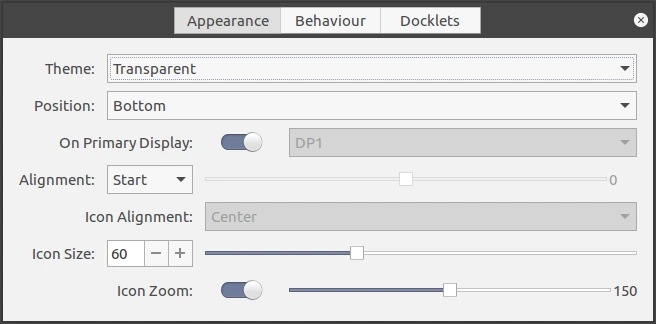 Appearance Behaviour Docklets
Theme: Transparent
Position: Bottom
On Primary Display: DP1
Alignment: Start 0
Icon Alignment: Center
Icon Size: 60 − +
Icon Zoom: 150